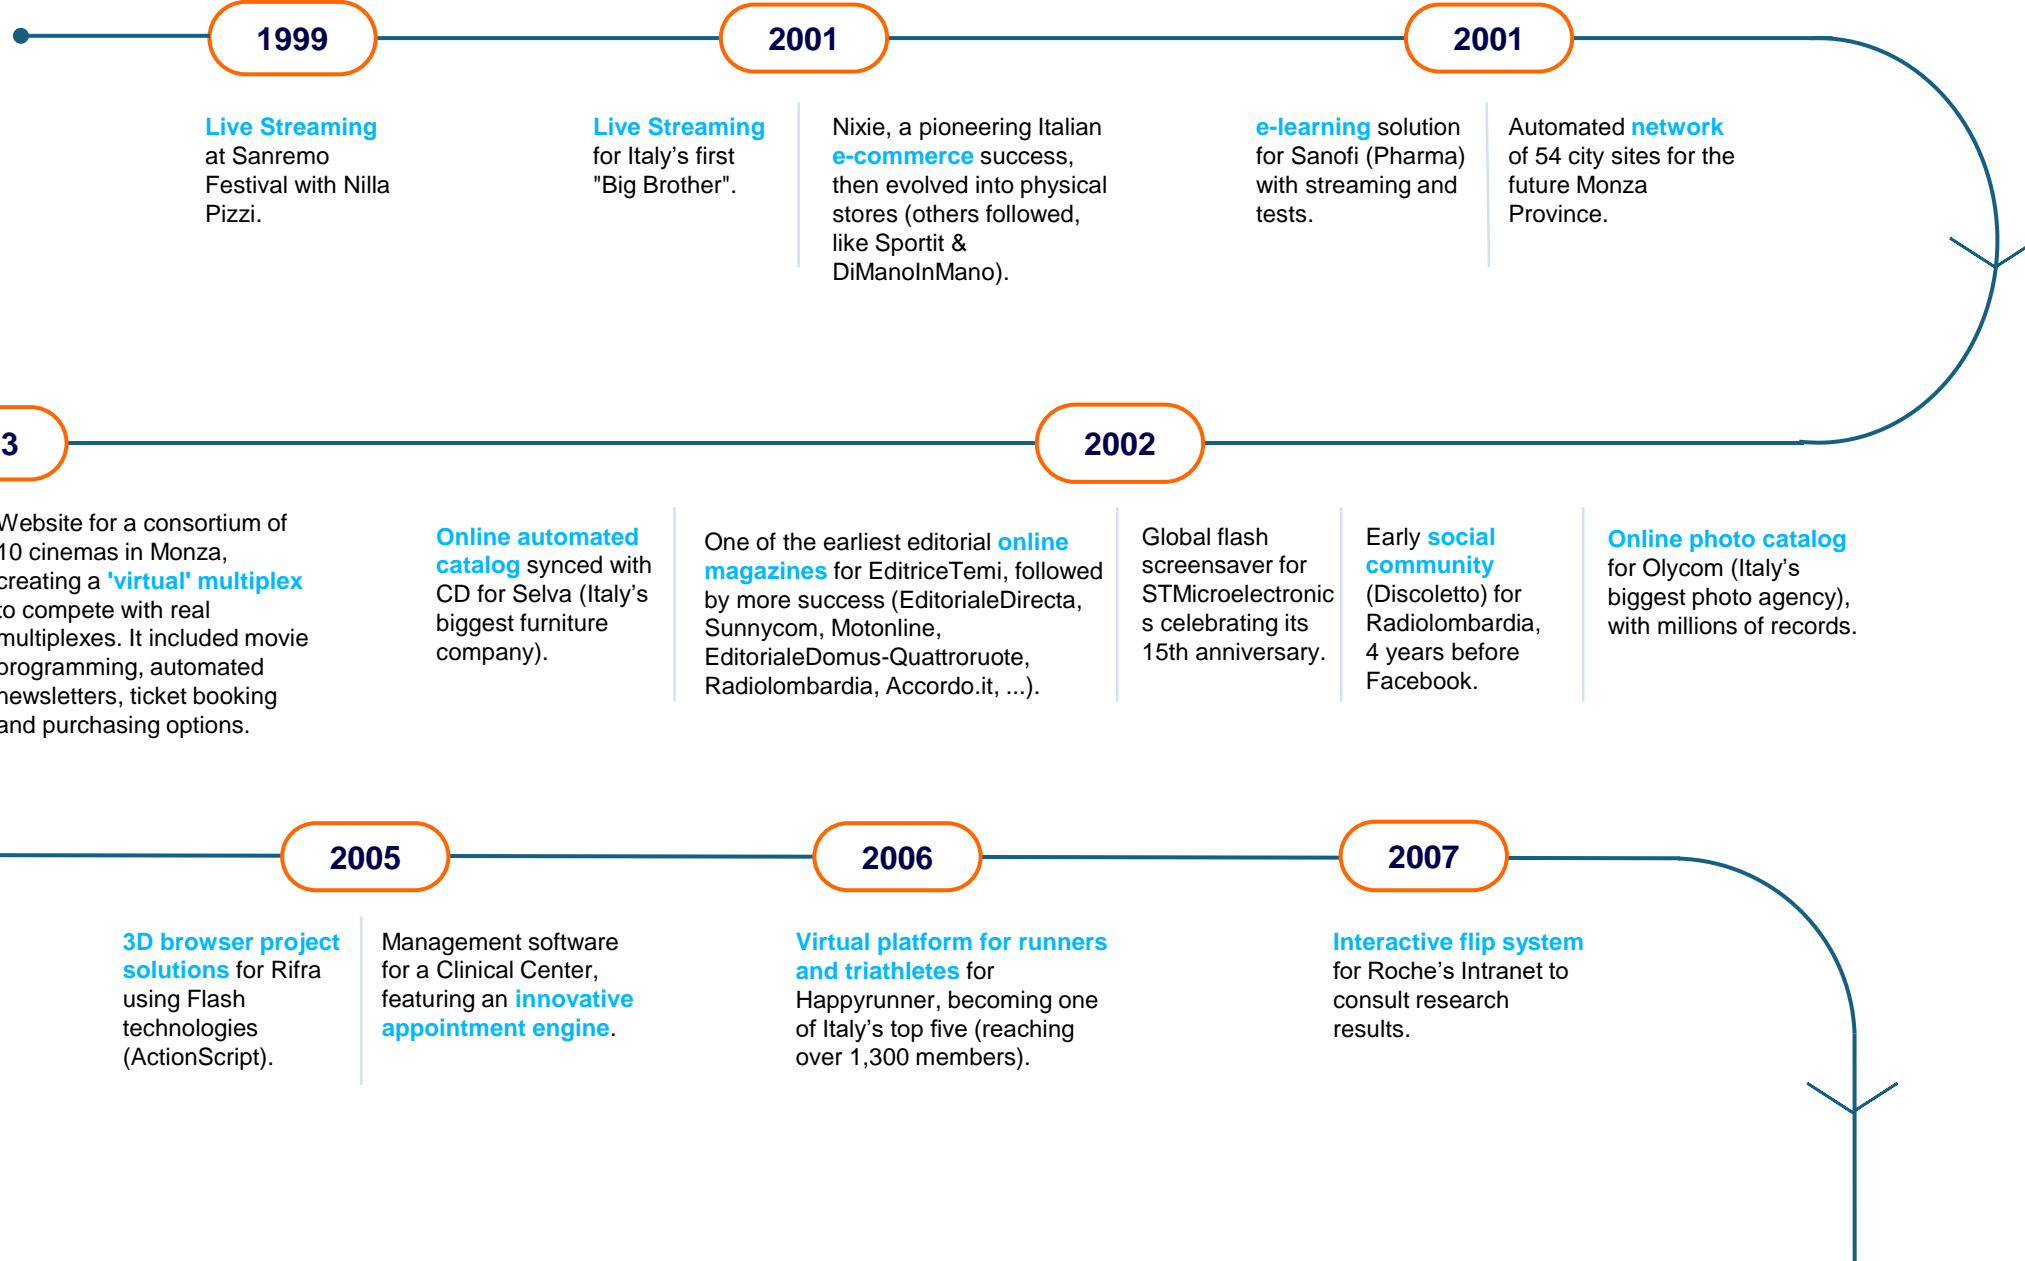 1999
2001
2001
Live Streaming
at Sanremo
Festival with Nilla
Pizzi.
Live Streaming
for Italy’s first
"Big Brother".
Nixie, a pioneering Italian
e-commerce success,
then evolved into physical
stores (others followed,
like Sportit &
DiManoInMano).
e-learning solution
for Sanofi (Pharma)
with streaming and
tests.
Automated network
of 54 city sites for the
future Monza
Province.
3
2002
Website for a consortium of
10 cinemas in Monza,
creating a 'virtual' multiplex
to compete with real
multiplexes. It included movie
programming, automated
newsletters, ticket booking
and purchasing options.
Online automated
catalog synced with
CD for Selva (Italy’s
biggest furniture
company).
One of the earliest editorial online
magazines for EditriceTemi, followed
by more success (EditorialeDirecta,
Sunnycom, Motonline,
EditorialeDomus-Quattroruote,
Radiolombardia, Accordo.it, ...).
Global flash
screensaver for
STMicroelectronic
s celebrating its
15th anniversary.
Early social
community
(Discoletto) for
Radiolombardia,
4 years before
Facebook.
Online photo catalog
for Olycom (Italy’s
biggest photo agency),
with millions of records.
2005
2006
2007
3D browser project
solutions for Rifra
using Flash
technologies
(ActionScript).
Management software
for a Clinical Center,
featuring an innovative
appointment engine.
Virtual platform for runners
and triathletes for
Happyrunner, becoming one
of Italy’s top five (reaching
over 1,300 members).
Interactive flip system
for Roche’s Intranet to
consult research
results.